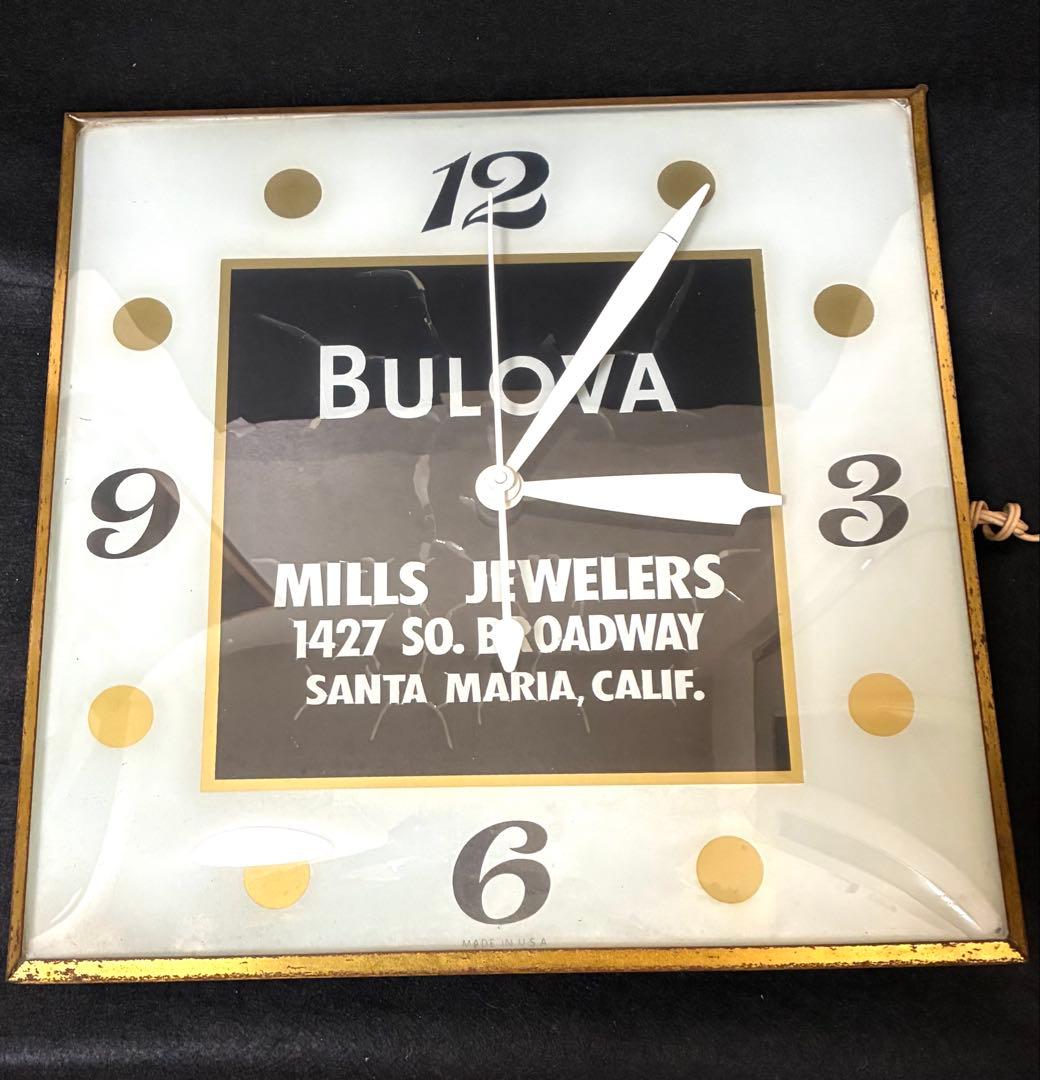 12
BULOVA
9
3
MILLS JEWELERS
1427 SO. BROADWAY
SANTA MARIA, CALIF.
6
MADE IN U.S.A